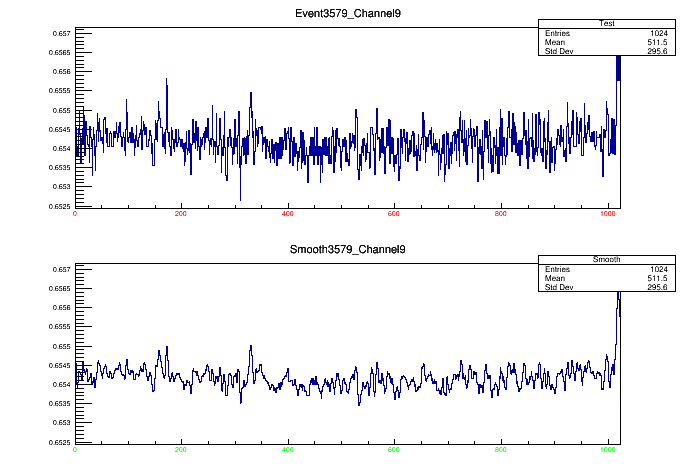 Event3579_Channel9
Test
Entries 1024
Mean 511.5
Std Dev 295.6
0.657
0.6565
0.656
0.6555
0.655
0.6545
0.654
0.6535
0.653
0.6525
0 200 400 600 800 1000
Smooth3579_Channel9
Smooth
Entries 1024
Mean 511.5
Std Dev 295.6
0.657
0.6565
0.656
0.6555
0.655
0.6545
0.654
0.6535
0.653
0.6525
0 200 400 600 800 1000